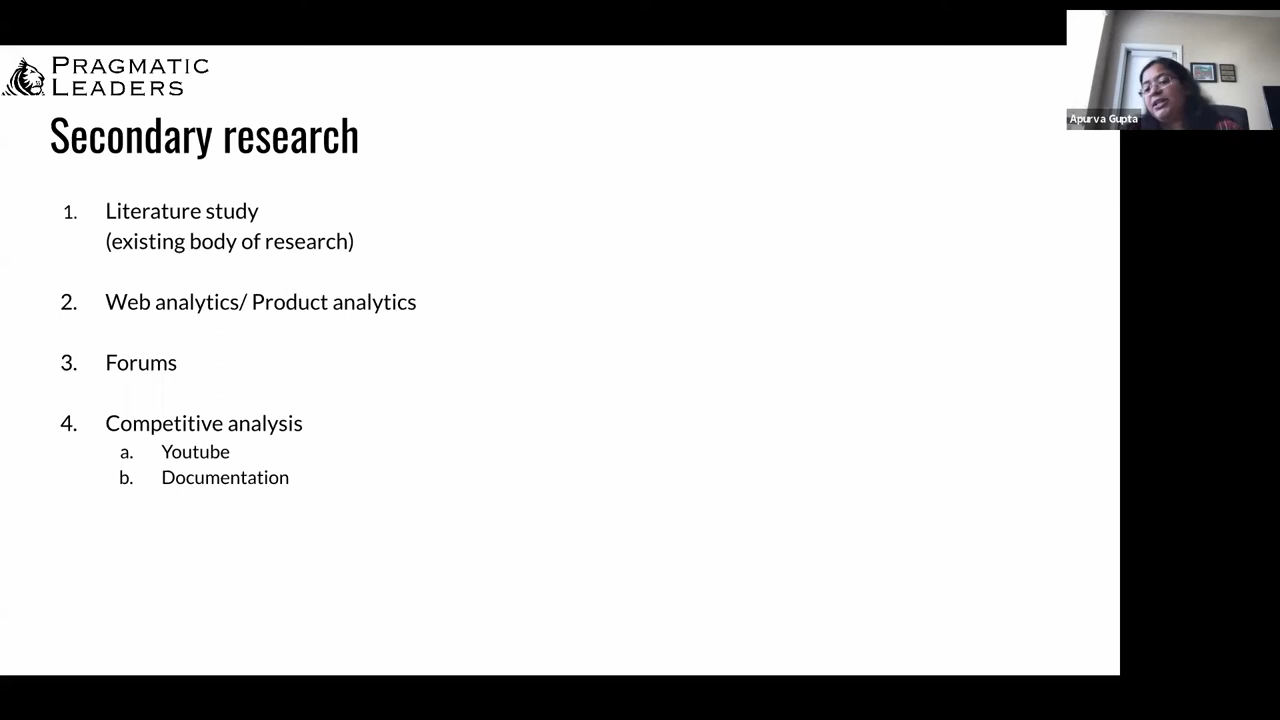 PRAGMATIC
LEADERS
Secondary research
1. Literature study
(existing body of research)
2. Web analytics/ Product analytics
3. Forums
4. Competitive analysis
a. Youtube
b. Documentation
Apurva Gupta